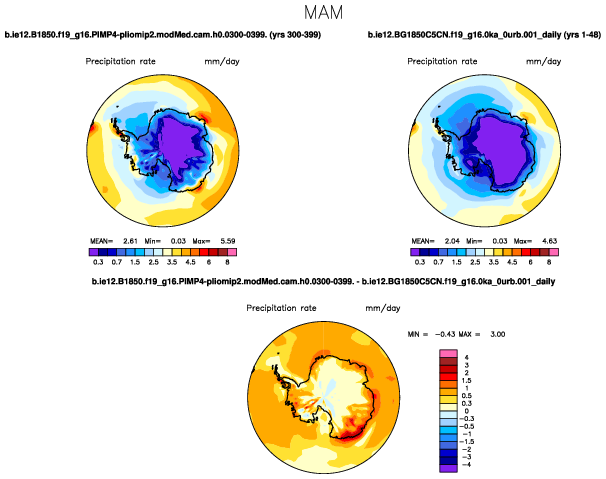 MAM
b.ie12.B1850.f19_g16.PIMP4-pliomip2.modMed.cam.h0.0300-0399. (yrs 300-399)
b.ie12.BG1850C5CN.f19_g16.0ka_0urb.001_daily (yrs 1-48)
Precipitation rate mm/day
Precipitation rate mm/day
MEAN= 2.61 Min= 0.03 Max= 5.59
MEAN= 2.04 Min= 0.03 Max= 4.63
0.3 0.7 1.5 2.5 3.5 4.5 6 8
0.3 0.7 1.5 2.5 3.5 4.5 6 8
b.ie12.B1850.f19_g16.PIMP4-pliomip2.modMed.cam.h0.0300-0399. - b.ie12.BG1850C5CN.f19_g16.0ka_0urb.001_daily
Precipitation rate mm/day
MIN = -0.43 MAX = 3.00
4
3
2
1.5
1
0.5
0.3
0
-0.3
-0.5
-1
-1.5
-2
-3
-4